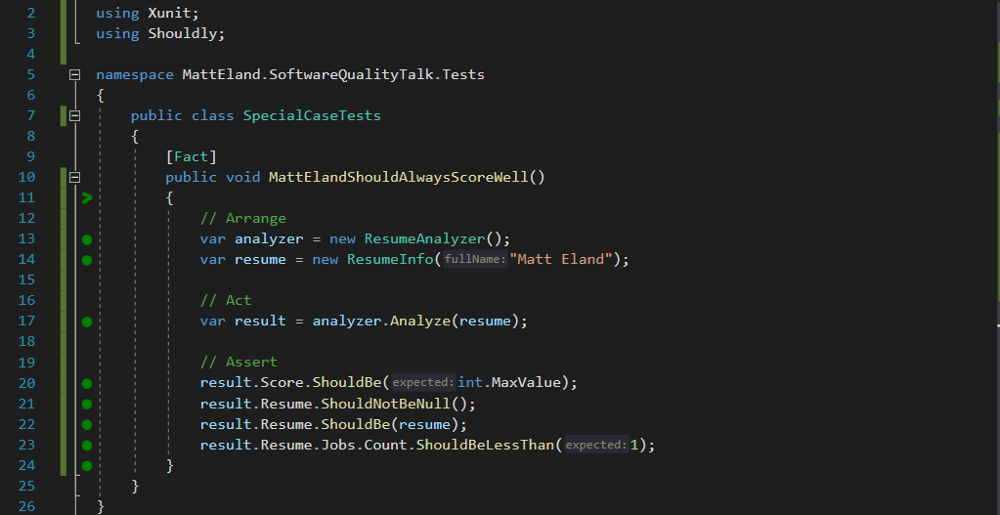 2 using Xunit;
3 using Shouldly;
4
5 namespace MattEland.SoftwareQualityTalk.Tests
6 {
7 public class SpecialCaseTests
8 {
9 [Fact]
10 public void MattElandShouldAlwaysScoreWell()
11 {
12 // Arrange
13 var analyzer = new ResumeAnalyzer();
14 var resume = new ResumeInfo(fullName: "Matt Eland");
15
16 // Act
17 var result = analyzer.Analyze(resume);
18
19 // Assert
20 result.Score.ShouldBe(expected: int.MaxValue);
21 result.Resume.ShouldNotBeNull();
22 result.Resume.ShouldBe(resume);
23 result.Resume.Jobs.Count.ShouldBeLessThan(expected: 1);
24 }
25 }
26 }